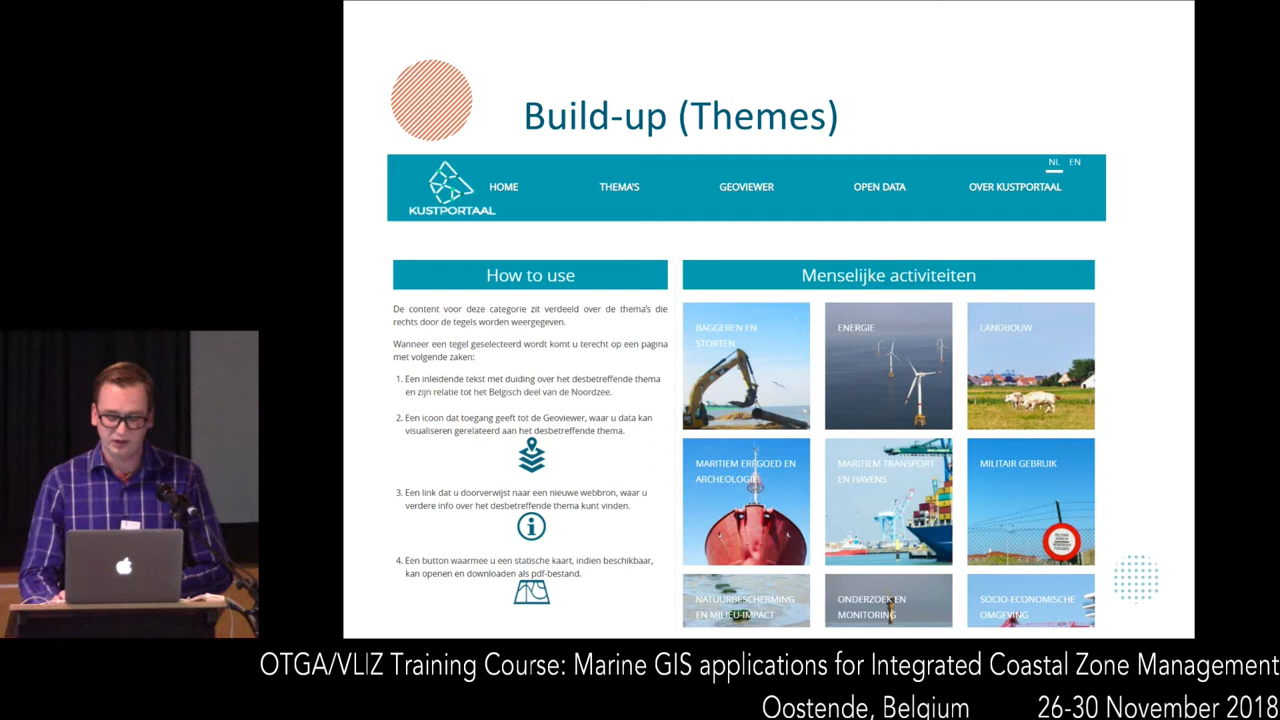 Build-up (Themes)
NL EN
HOME THEMA'S GEOVIEWER OPEN DATA OVER KUSTPORTAAL
KUSTPORTAAL
How to use
De content voor deze categorie zit verdeeld over de thema's die
rechts door de tegels worden weergegeven.
Wanneer een tegel geselecteerd wordt komt u terecht op een pagina
met volgende zaken:
1. Een inleidende tekst met duiding over het desbetreffende thema
en zijn relatie tot het Belgisch deel van de Noordzee.
2. Een icoon dat toegang geeft tot de Geoviewer, waar u data kan
visualiseren gerelateerd aan het desbetreffende thema.
3. Een link dat u doorverwijst naar een nieuwe webbron, waar u
verdere info over het desbetreffende thema kunt vinden.
4. Een button waarmee u een statische kaart, indien beschikbaar,
kan openen en downloaden als pdf-bestand.
Menselijke activiteiten
BAGGEREN EN
STORTEN
ENERGIE
LANDBOUW
MARITIEM ERFGOED EN
ARCHEOLOGIE
MARITIEM TRANSPORT
EN HAVENS
MILITAIR GEBRUIK
NATUURBESCHERMING
EN MILIEU-IMPACT
ONDERZOEK EN
MONITORING
SOCIO-ECONOMISCHE
OMGEVING
OTGA/VLIZ Training Course: Marine GIS applications for Integrated Coastal Zone Management
Oostende, Belgium 26-30 November 2018